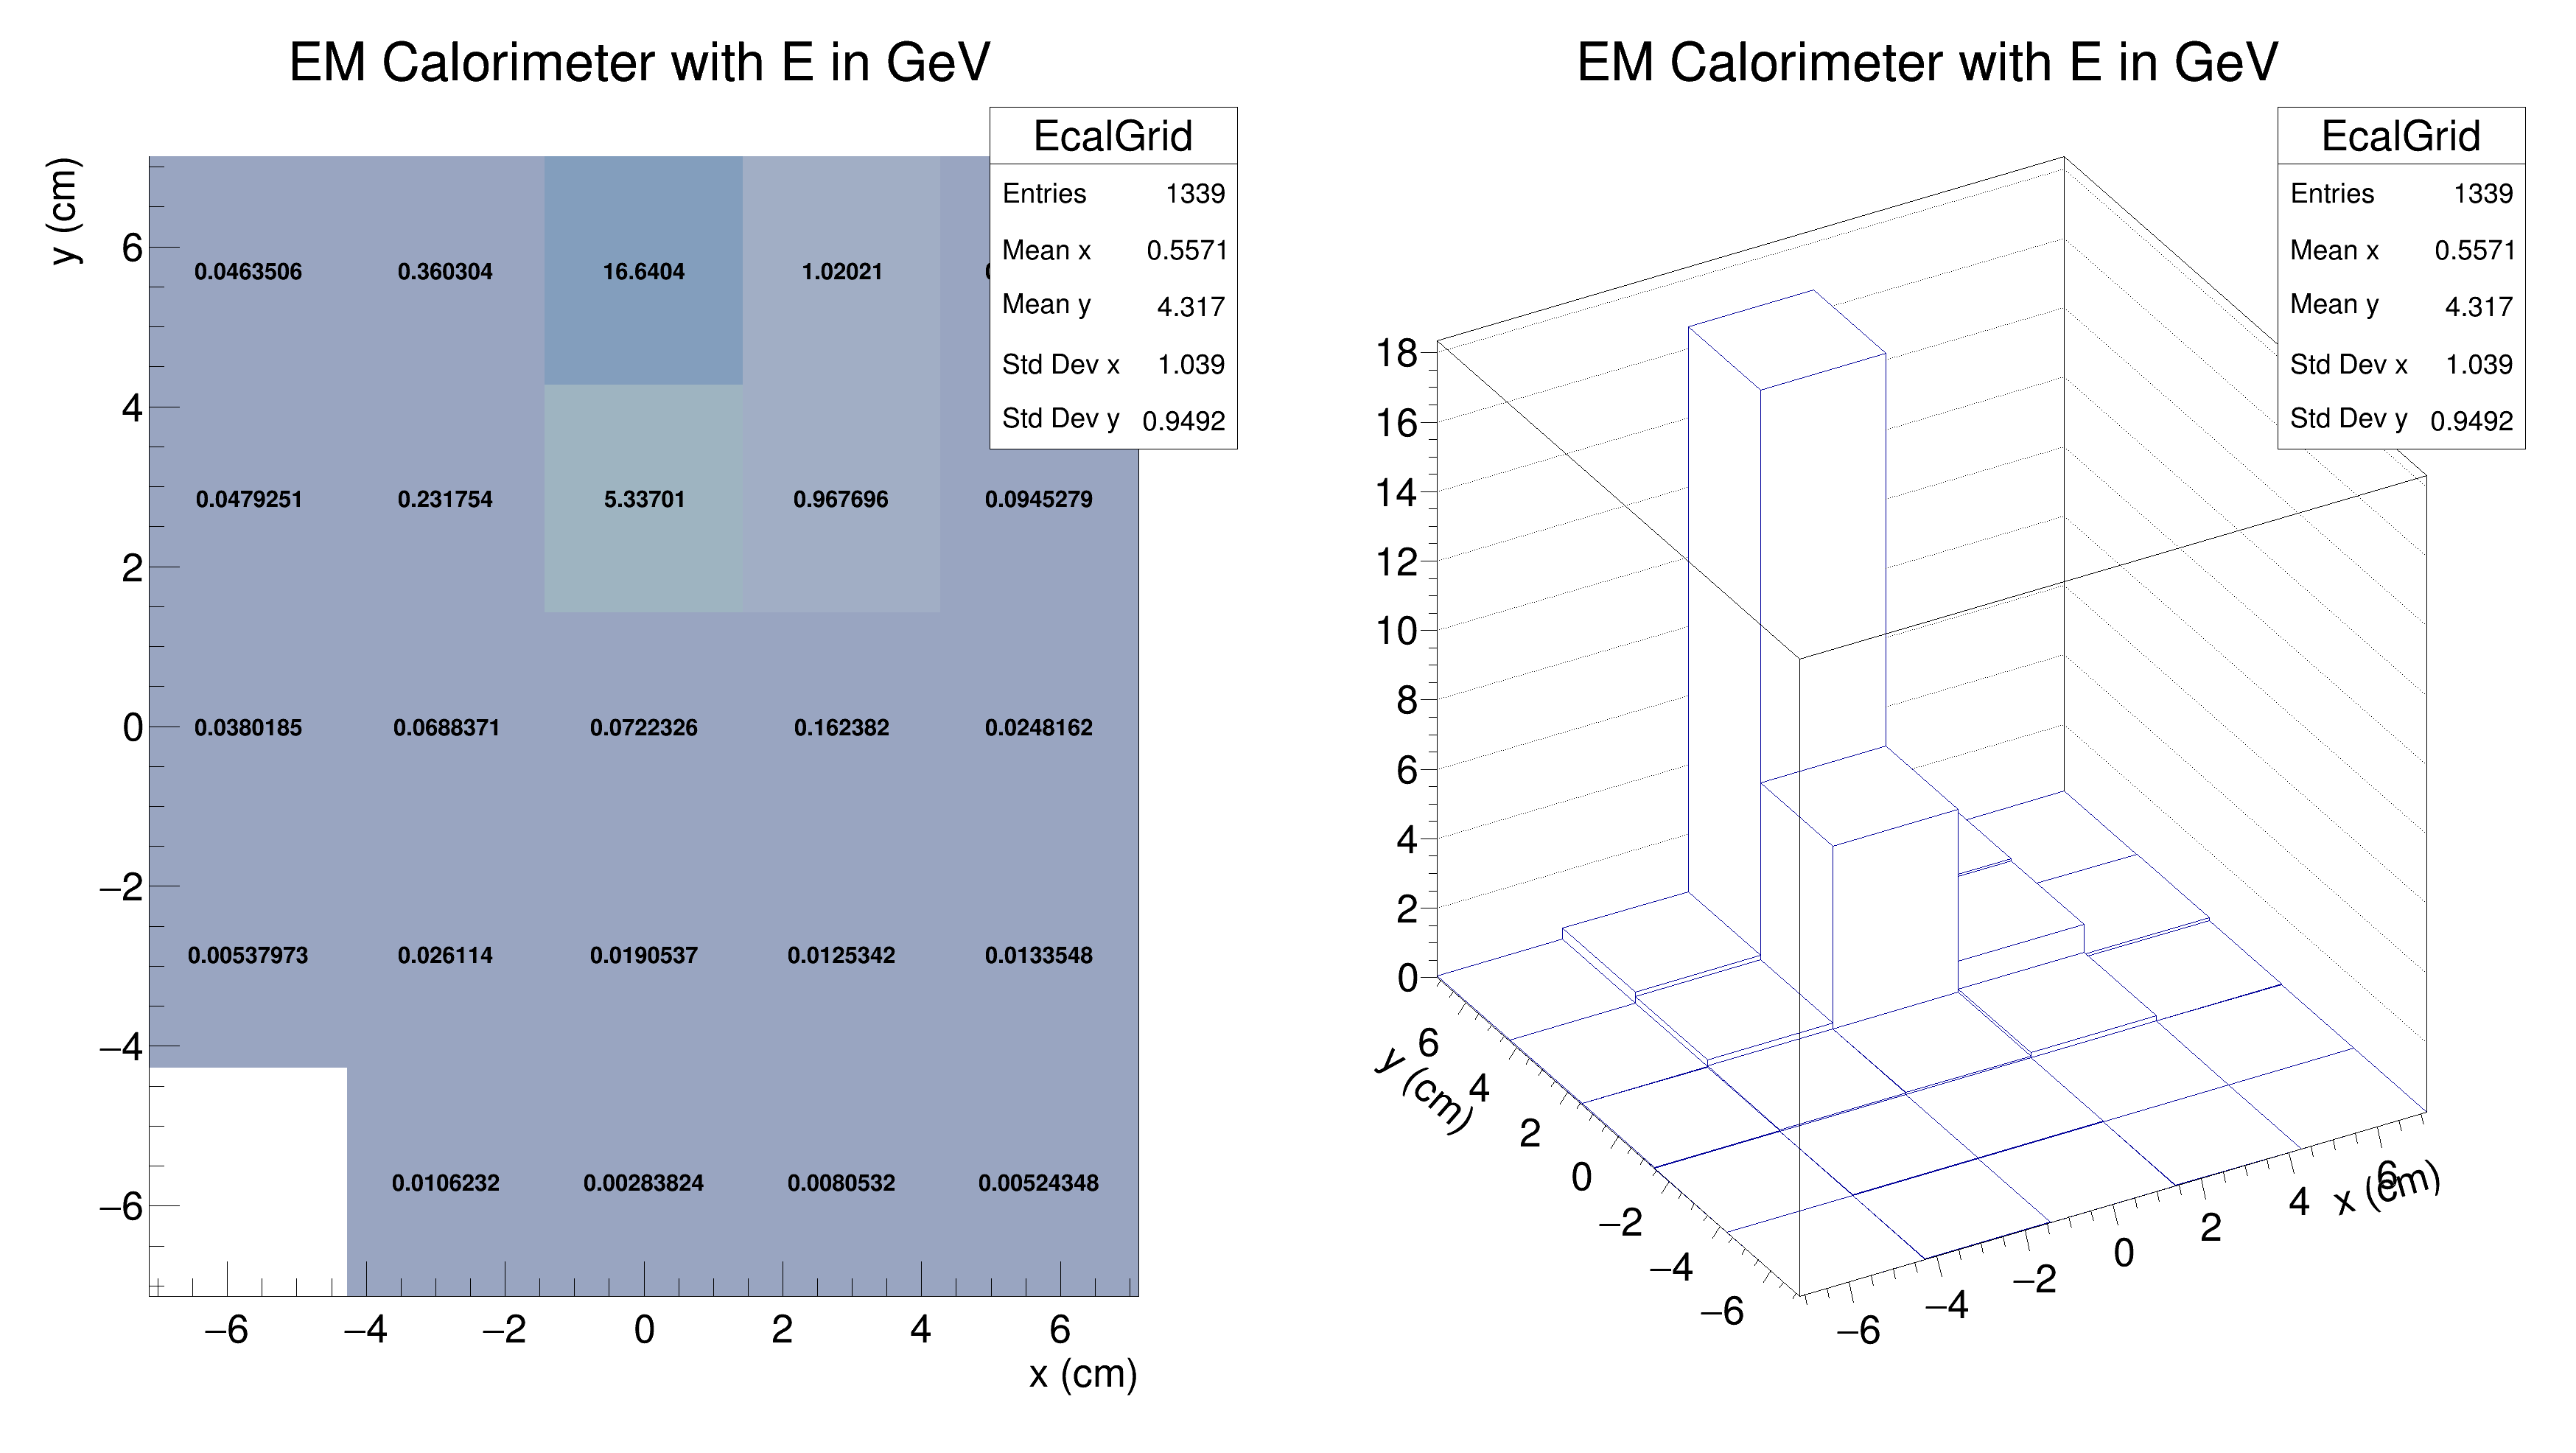 EM Calorimeter with E in GeV
EcalGrid
Entries 1339
Mean x 0.5571
Mean y 4.317
Std Dev x 1.039
Std Dev y 0.9492
y (cm)
6
4
2
0
−2
−4
−6
0.0463506 0.360304 16.6404 1.02021
0.0479251 0.231754 5.33701 0.967696 0.0945279
0.0380185 0.0688371 0.0722326 0.162382 0.0248162
0.00537973 0.026114 0.0190537 0.0125342 0.0133548
0.0106232 0.00283824 0.0080532 0.00524348
−6 −4 −2 0 2 4 6
x (cm)
EM Calorimeter with E in GeV
EcalGrid
Entries 1339
Mean x 0.5571
Mean y 4.317
Std Dev x 1.039
Std Dev y 0.9492
18
16
14
12
10
8
6
4
2
0
y (cm)
6
4
2
0
−2
−4
−6
−6 −4 −2 0 2 4 6
x (cm)